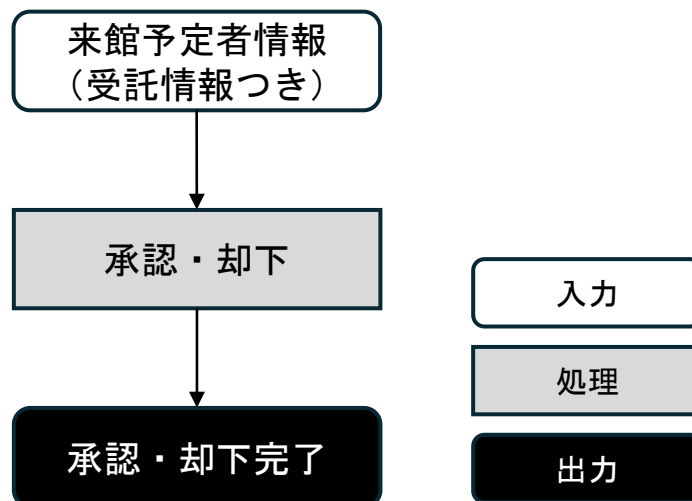 来館予定者情報
（受託情報つき）
承認・却下
承認・却下完了
入力
処理
出力